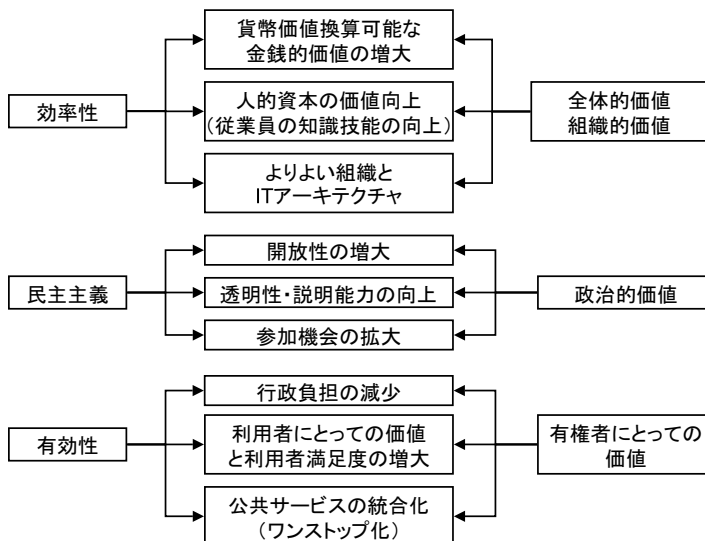 貨幣価値換算可能な
金銭的価値の増大
効率性
人的資本の価値向上
（従業員の知識技能の向上）
全体的価値
組織的価値
よりよい組織と
ITアーキテクチャ
開放性の増大
民主主義
透明性・説明能力の向上
政治的価値
参加機会の拡大
行政負担の減少
有効性
利用者にとっての価値
と利用者満足度の増大
有権者にとっての
価値
公共サービスの統合化
（ワンストップ化）